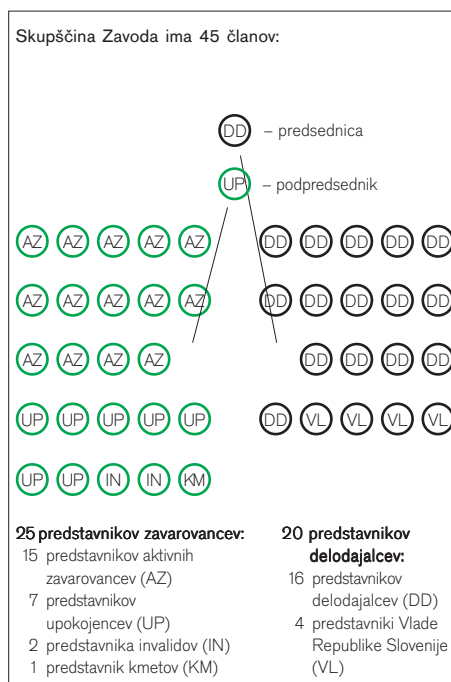 Skupščina Zavoda ima 45 članov:
DD – predsednica
UP – podpredsednik
AZ AZ AZ AZ AZ DD DD DD DD DD
AZ AZ AZ AZ AZ DD DD DD DD DD
AZ AZ AZ AZ DD DD DD DD
UP UP UP UP UP DD VL VL VL VL
UP UP IN IN KM
25 predstavnikov zavarovancev:
15 predstavnikov aktivnih
zavarovancev (AZ)
7 predstavnikov
upokojencev (UP)
2 predstavnika invalidov (IN)
1 predstavnik kmetov (KM)
20 predstavnikov
delodajalcev:
16 predstavnikov
delodajalcev (DD)
4 predstavniki Vlade
Republike Slovenije
(VL)